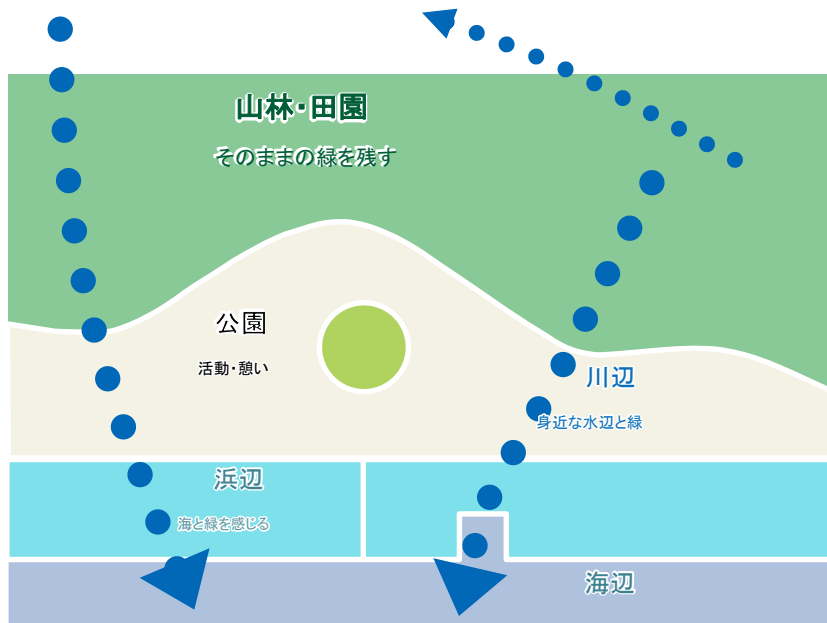 山林・田園
そのままの緑を残す
公園
活動・憩い
川辺
身近な水辺と緑
浜辺
海と緑を感じる
海辺